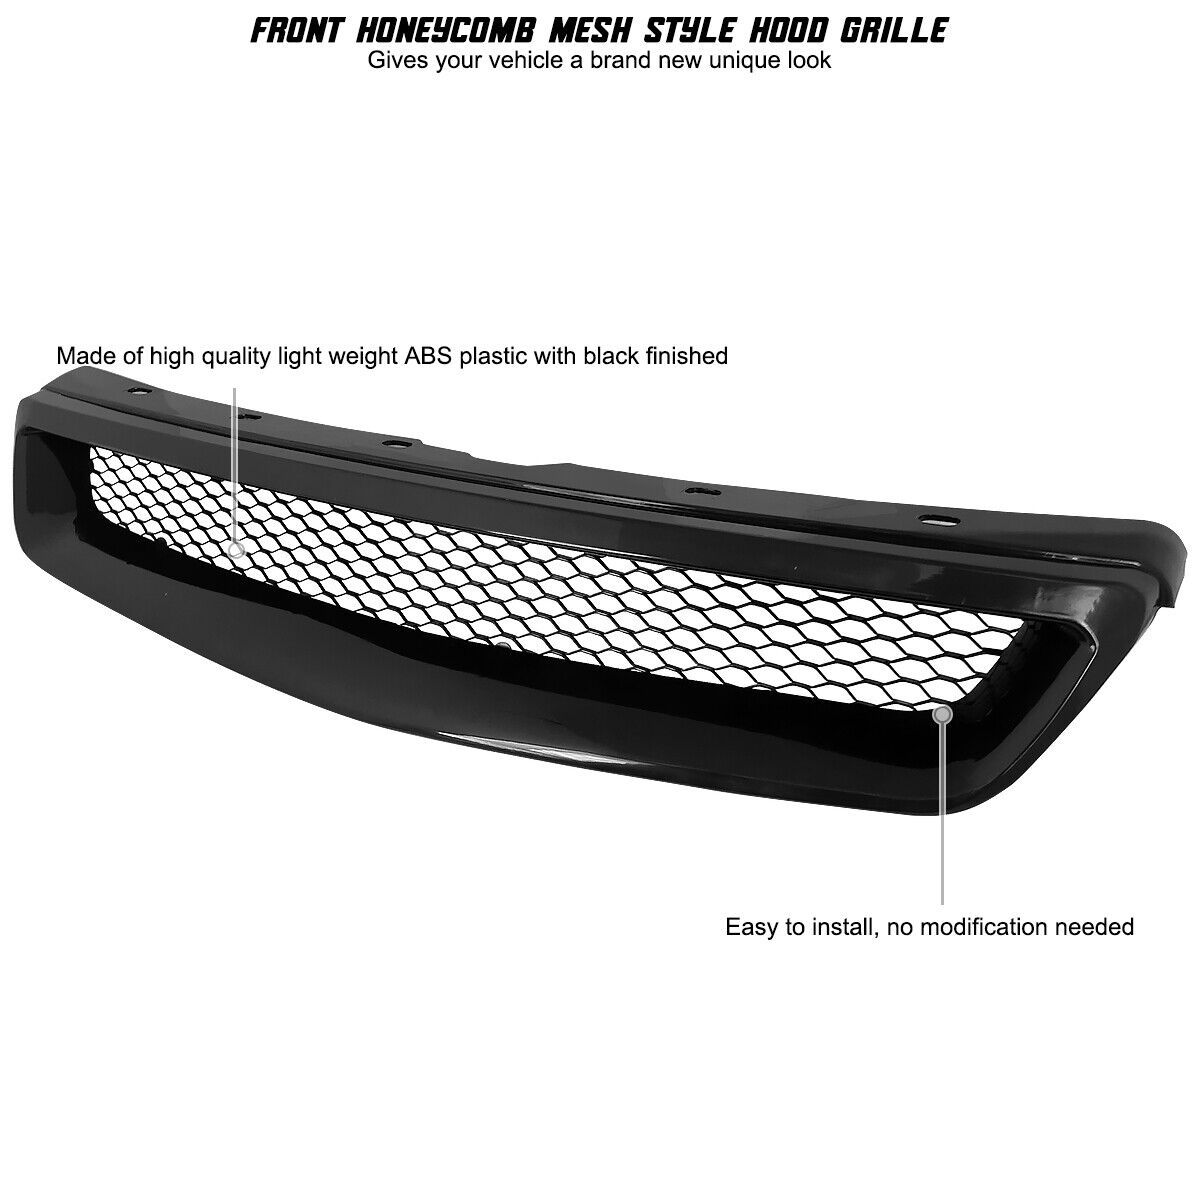 FRONT HONEYCOMB MESH STYLE HOOD GRILLE
Gives your vehicle a brand new unique look
Made of high quality light weight ABS plastic with black finished
Easy to install, no modification needed